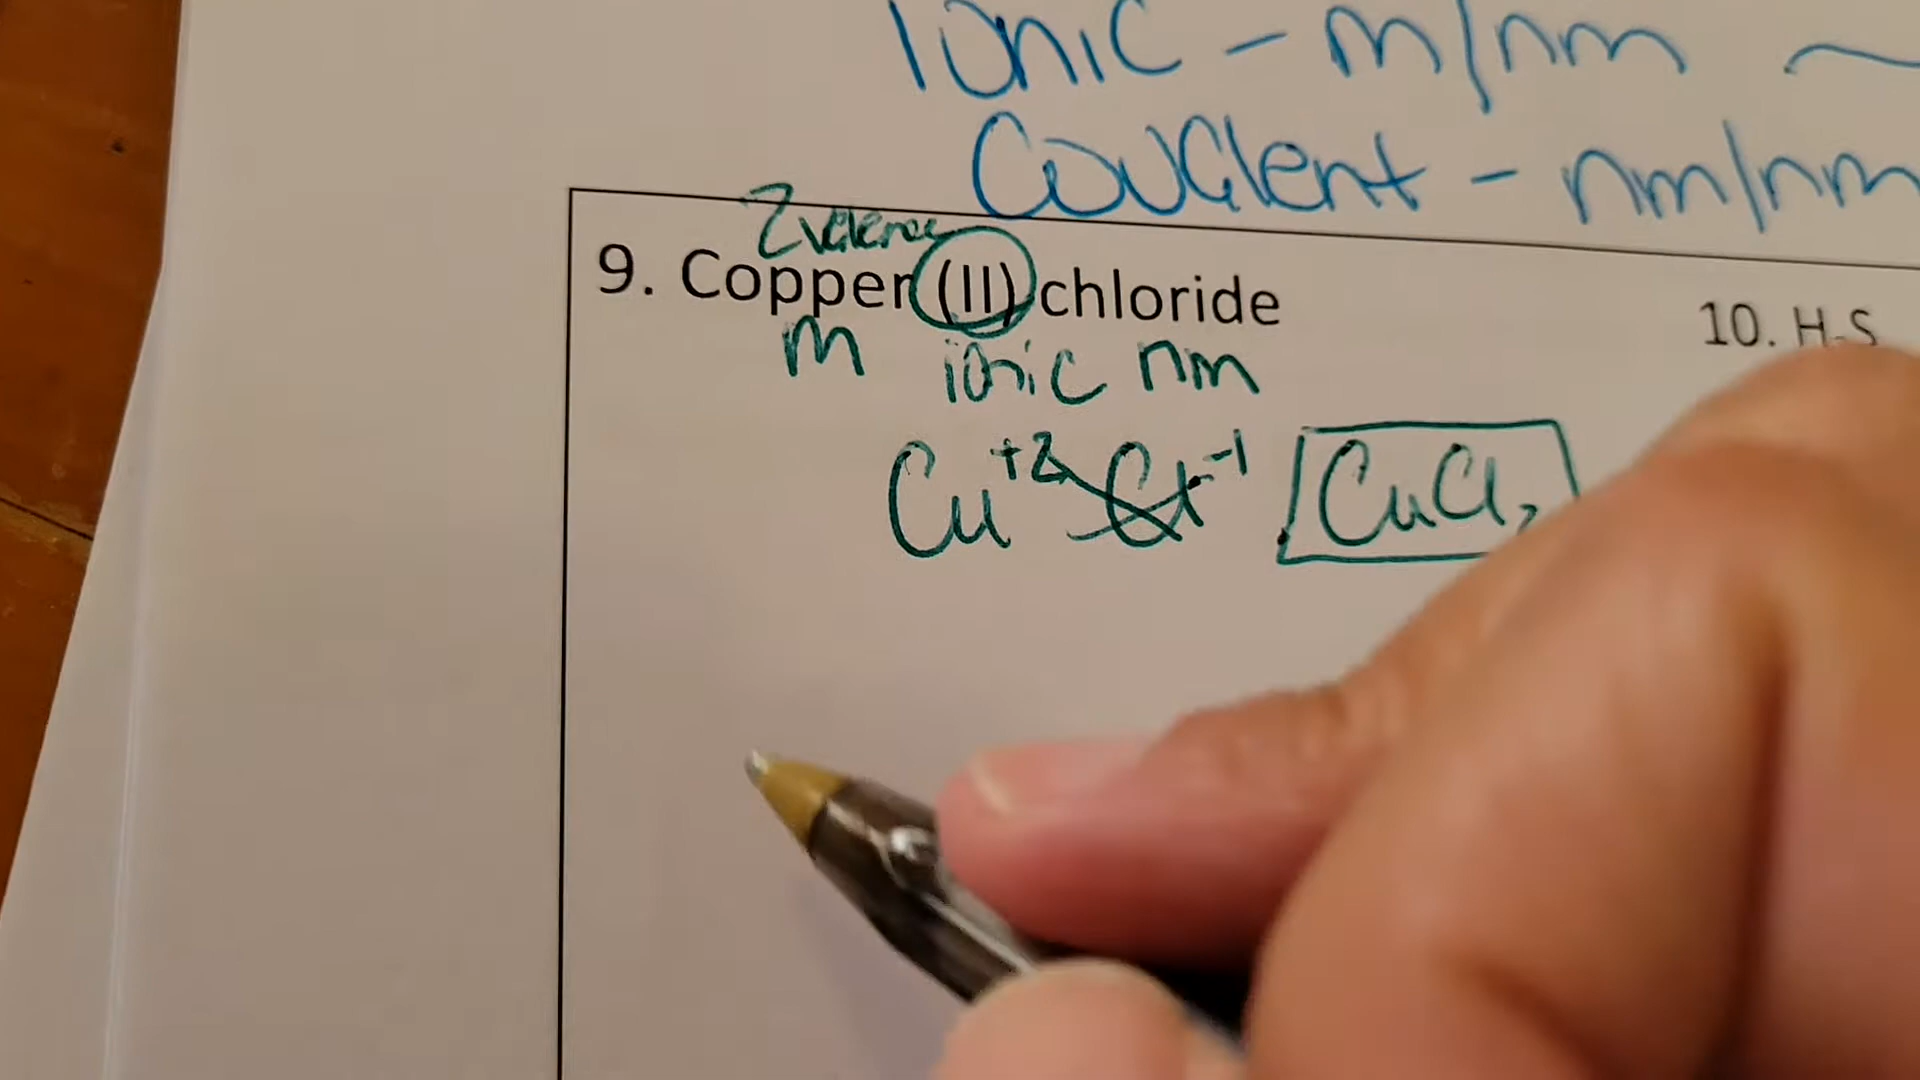 ionic - m/nm
Covalent - nm/nm
2 valence
9. Copper (II) chloride
10. H-S
m ionic nm
Cu+2 Cl-1 CuCl2